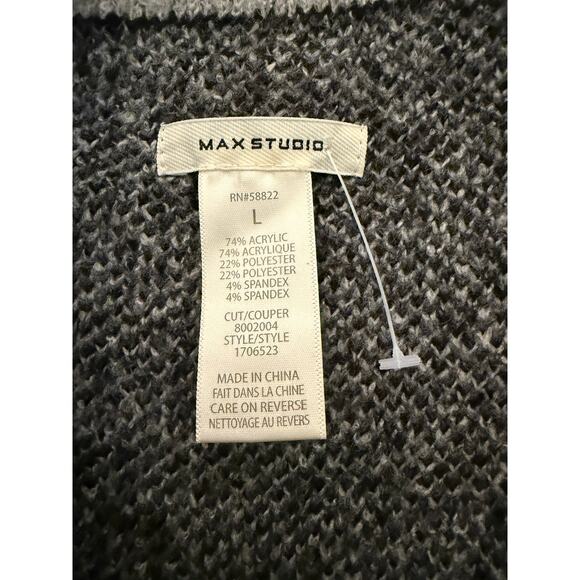 MAX STUDIO
RN#58822
L
74% ACRYLIC
74% ACRYLIQUE
22% POLYESTER
22% POLYESTER
4% SPANDEX
4% SPANDEX
CUT/COUPER
8002004
STYLE/STYLE
1706523
MADE IN CHINA
FAIT DANS LA CHINE
CARE ON REVERSE
NETTOYAGE AU REVERS